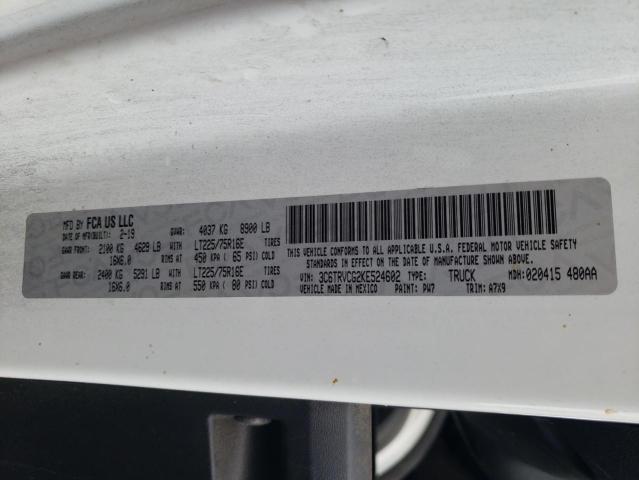 MFD BY FCA US LLC
DATE OF MFR(BUILT): 2-19 GVWR: 4037 KG 8900 LB
GAWR FRONT: 2100 KG 4629 LB WITH LT225/75R16E TIRES
16X6.0 RIMS AT 450 KPA ( 65 PSI) COLD
GAWR REAR: 2400 KG 5291 LB WITH LT225/75R16E TIRES
16X6.0 RIMS AT 550 KPA ( 80 PSI) COLD
THIS VEHICLE CONFORMS TO ALL APPLICABLE U.S.A. FEDERAL MOTOR VEHICLE SAFETY
STANDARDS IN EFFECT ON THE DATE OF MANUFACTURE SHOWN ABOVE.
VIN: 3C6TRVCG2KE524602 TYPE: TRUCK MDH: 020415 480AA
VEHICLE MADE IN MEXICO PAINT: PW7 TRIM: A7X9